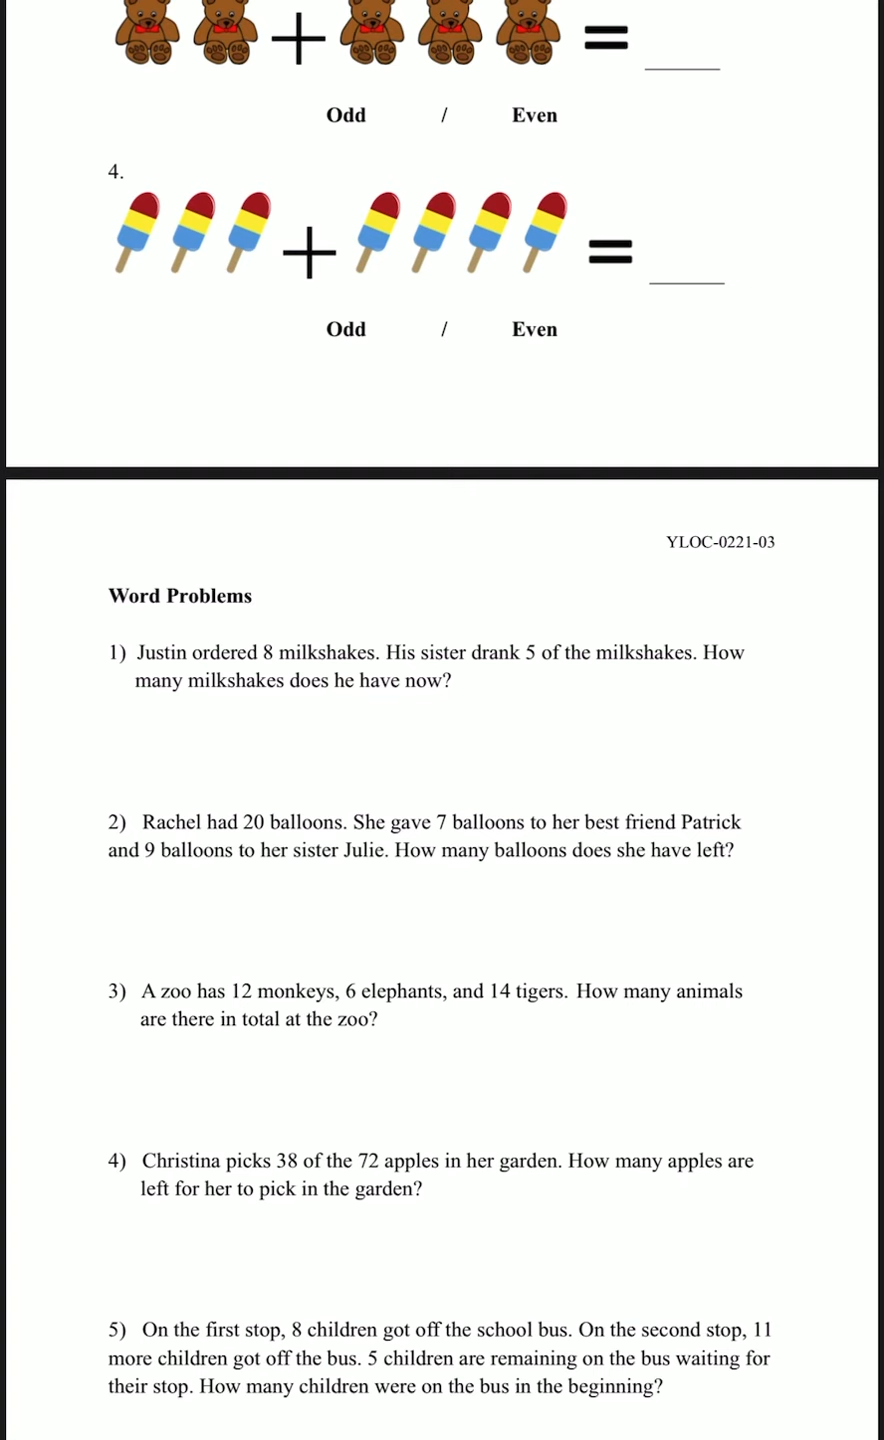 + = ____
Odd / Even
4.
+ = ____
Odd / Even
YLOC-0221-03
Word Problems
1) Justin ordered 8 milkshakes. His sister drank 5 of the milkshakes. How
many milkshakes does he have now?
2) Rachel had 20 balloons. She gave 7 balloons to her best friend Patrick
and 9 balloons to her sister Julie. How many balloons does she have left?
3) A zoo has 12 monkeys, 6 elephants, and 14 tigers. How many animals
are there in total at the zoo?
4) Christina picks 38 of the 72 apples in her garden. How many apples are
left for her to pick in the garden?
5) On the first stop, 8 children got off the school bus. On the second stop, 11
more children got off the bus. 5 children are remaining on the bus waiting for
their stop. How many children were on the bus in the beginning?